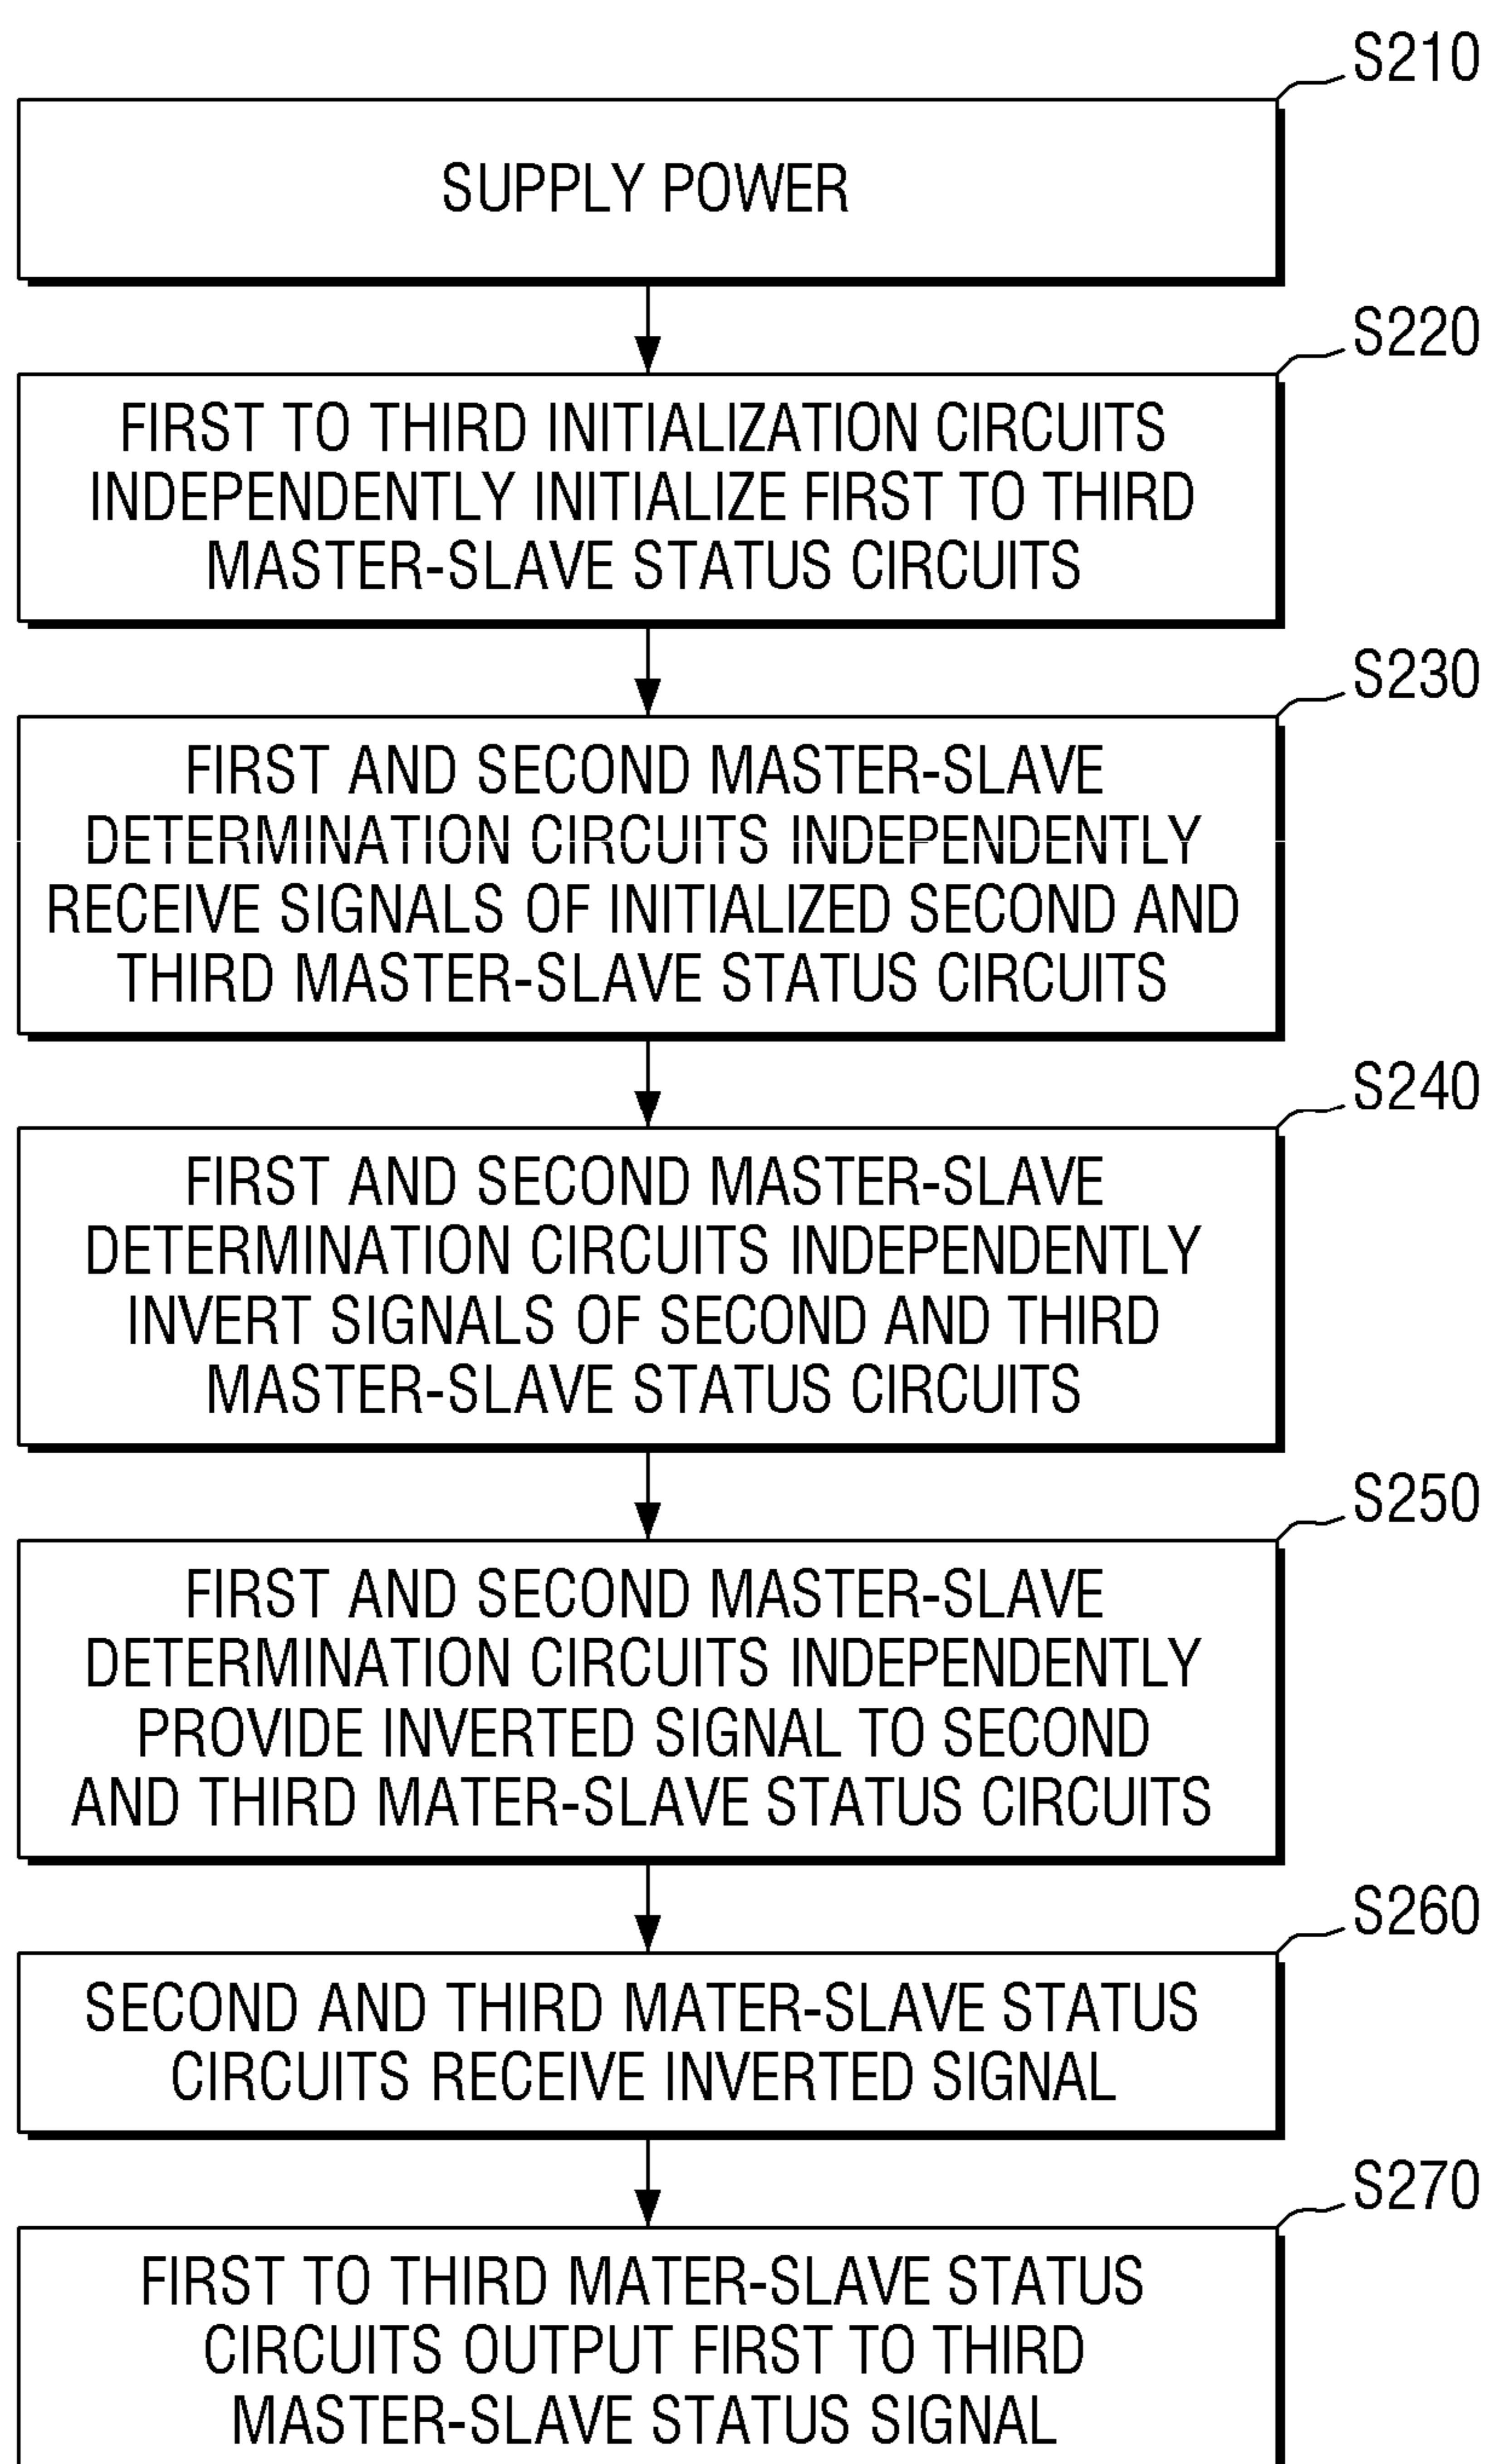 S210
SUPPLY POWER
S220
FIRST TO THIRD INITIALIZATION CIRCUITS
INDEPENDENTLY INITIALIZE FIRST TO THIRD
MASTER-SLAVE STATUS CIRCUITS
S230
FIRST AND SECOND MASTER-SLAVE
DETERMINATION CIRCUITS INDEPENDENTLY
RECEIVE SIGNALS OF INITIALIZED SECOND AND
THIRD MASTER-SLAVE STATUS CIRCUITS
S240
FIRST AND SECOND MASTER-SLAVE
DETERMINATION CIRCUITS INDEPENDENTLY
INVERT SIGNALS OF SECOND AND THIRD
MASTER-SLAVE STATUS CIRCUITS
S250
FIRST AND SECOND MASTER-SLAVE
DETERMINATION CIRCUITS INDEPENDENTLY
PROVIDE INVERTED SIGNAL TO SECOND
AND THIRD MATER-SLAVE STATUS CIRCUITS
S260
SECOND AND THIRD MATER-SLAVE STATUS
CIRCUITS RECEIVE INVERTED SIGNAL
S270
FIRST TO THIRD MATER-SLAVE STATUS
CIRCUITS OUTPUT FIRST TO THIRD
MASTER-SLAVE STATUS SIGNAL